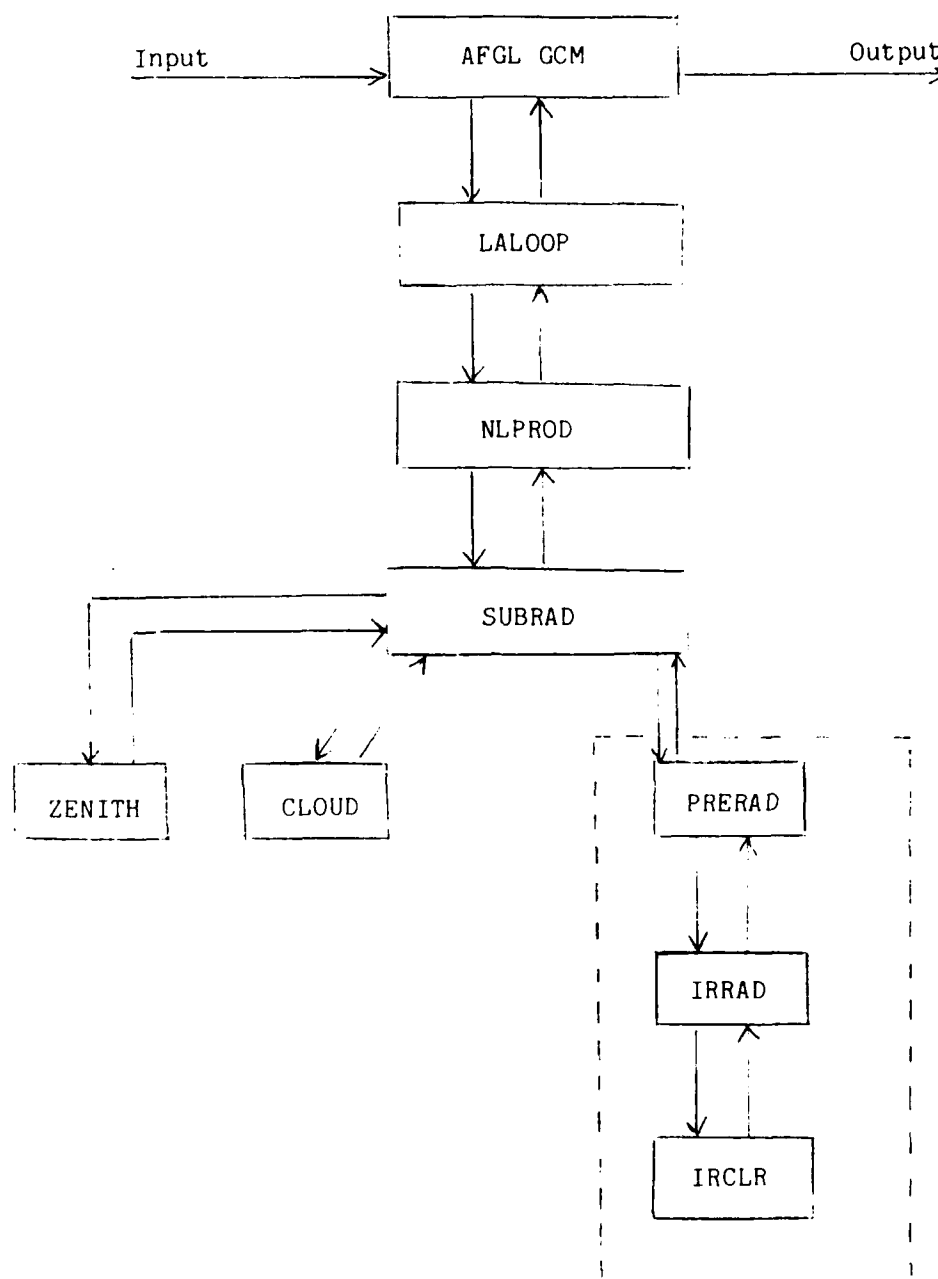 Input
AFGL GCM
Output
LALOOP
NLPROD
SUBRAD
ZENITH
CLOUD
PRERAD
IRRAD
IRCLR